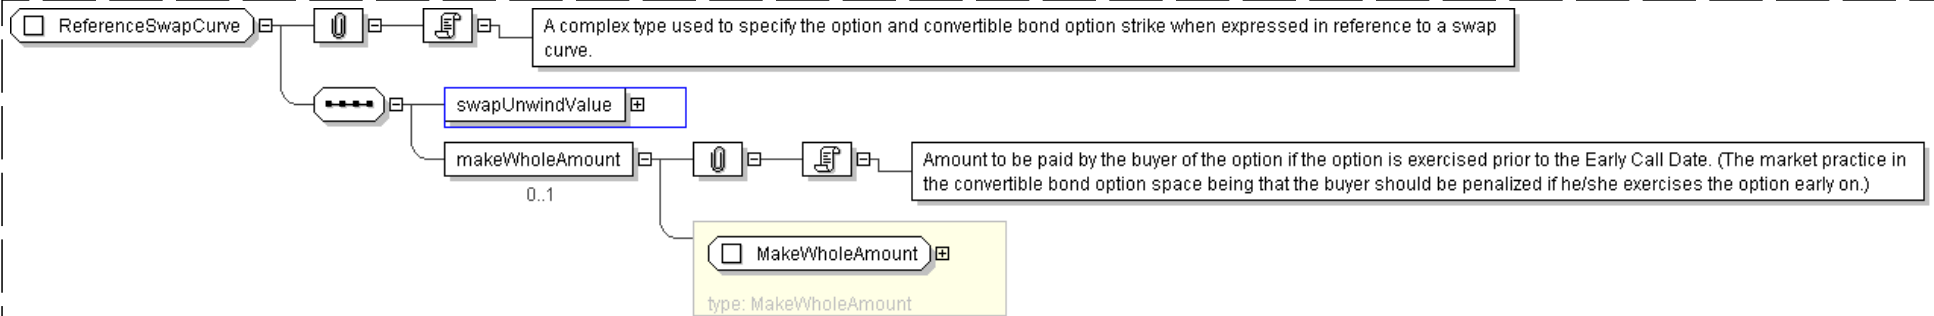 ReferenceSwapCurve
A complex type used to specify the option and convertible bond option strike when expressed in reference to a swap
curve.
swapUnwindValue
makeWholeAmount
0..1
Amount to be paid by the buyer of the option if the option is exercised prior to the Early Call Date. (The market practice in
the convertible bond option space being that the buyer should be penalized if he/she exercises the option early on.)
MakeWholeAmount
type: MakeWholeAmount